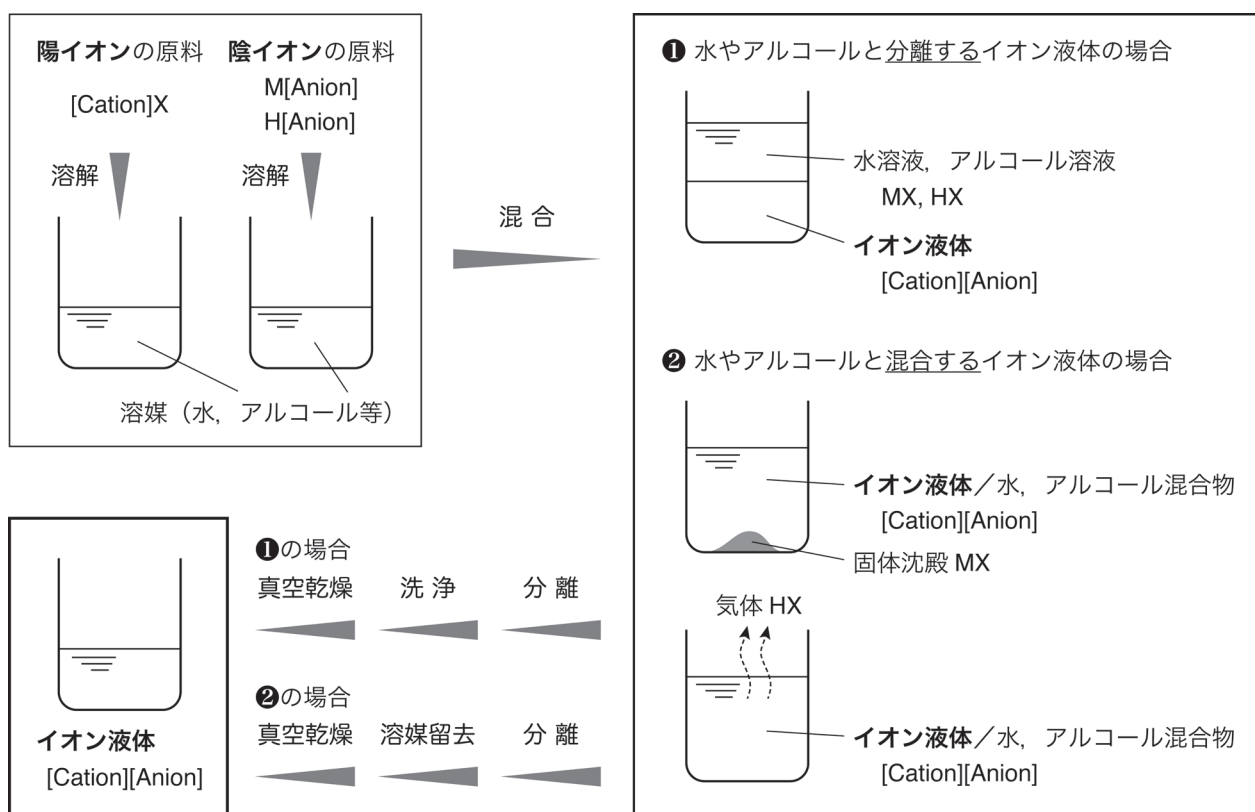 陽イオンの原料
[Cation]X
溶解
陰イオンの原料
M[Anion]
H[Anion]
溶解
溶媒（水，アルコール等）
混 合
❶ 水やアルコールと分離するイオン液体の場合
水溶液，アルコール溶液
MX, HX
イオン液体
[Cation][Anion]
❷ 水やアルコールと混合するイオン液体の場合
イオン液体／水，アルコール混合物
[Cation][Anion]
固体沈殿 MX
気体 HX
イオン液体／水，アルコール混合物
[Cation][Anion]
❶の場合
真空乾燥 洗 浄 分 離
❷の場合
真空乾燥 溶媒留去 分 離
イオン液体
[Cation][Anion]